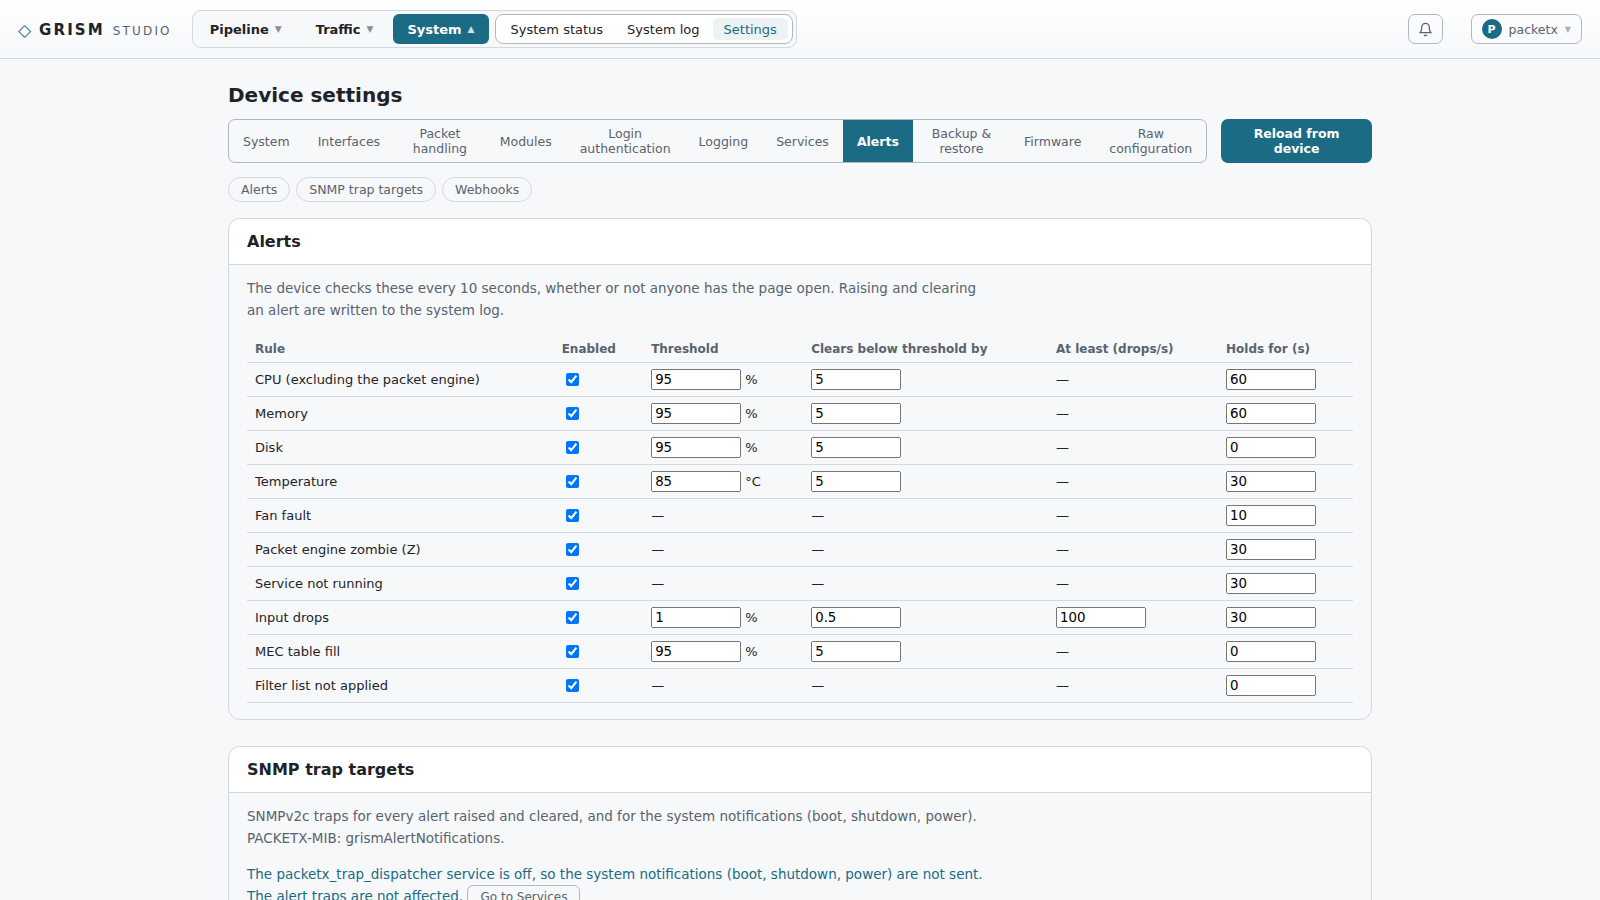 ◇ GRISM STUDIO
Pipeline ▼ Traffic ▼ System ▲ System status System log Settings
P packetx ▼
Device settings
System Interfaces Packet handling Modules Login authentication Logging Services Alerts Backup & restore Firmware Raw configuration Reload from device
Alerts SNMP trap targets Webhooks
Alerts
The device checks these every 10 seconds, whether or not anyone has the page open. Raising and clearing
an alert are written to the system log.
Rule Enabled Threshold Clears below threshold by At least (drops/s) Holds for (s)
CPU (excluding the packet engine) 95 % 5 — 60
Memory 95 % 5 — 60
Disk 95 % 5 — 0
Temperature 85 °C 5 — 30
Fan fault — — — 10
Packet engine zombie (Z) — — — 30
Service not running — — — 30
Input drops 1 % 0.5 100 30
MEC table fill 95 % 5 — 0
Filter list not applied — — — 0
SNMP trap targets
SNMPv2c traps for every alert raised and cleared, and for the system notifications (boot, shutdown, power).
PACKETX-MIB: grismAlertNotifications.
The packetx_trap_dispatcher service is off, so the system notifications (boot, shutdown, power) are not sent.
The alert traps are not affected. Go to Services